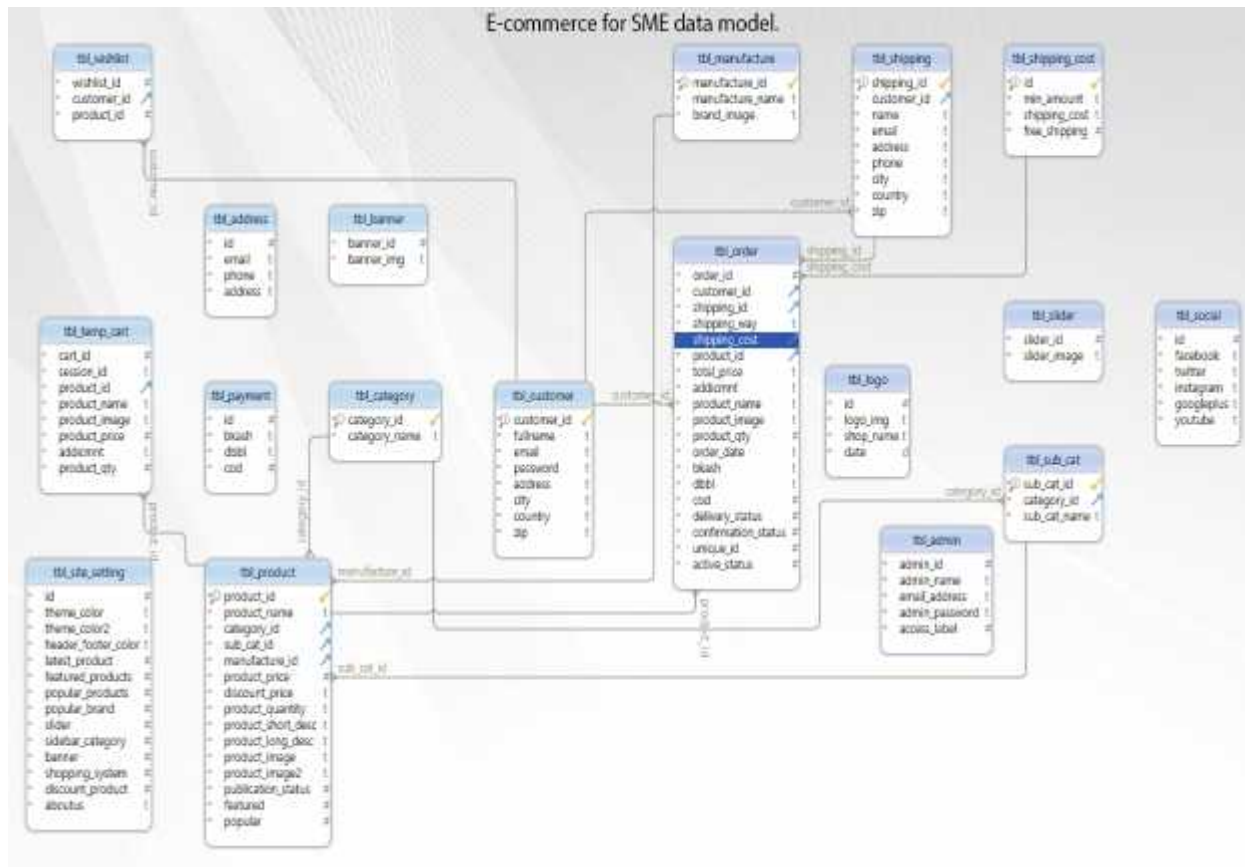 E-commerce for SME data model.
tbl_wishlist
wishlist_id #
customer_id
product_id #
tbl_manufacture
manufacture_id
manufacture_name t
brand_image t
tbl_shipping
shipping_id
customer_id
name t
email t
address t
phone t
city t
country t
zip t
tbl_shipping_cost
id
min_amount t
shipping_cost t
free_shipping #
customer_id
tbl_address
id #
email t
phone t
address t
tbl_banner
banner_id #
banner_img t
customer_id
shipping_id
shipping_cost
tbl_order
order_id #
customer_id
shipping_id
shipping_way t
shipping_cost
product_id
total_price t
addicmnt t
product_name t
product_image t
product_qty #
order_date t
bkash t
dbbl t
cod #
delivary_status #
confirmation_status #
unique_id #
active_status #
tbl_temp_cart
cart_id #
session_id t
product_id
product_name t
product_image t
product_price #
addicmnt t
product_qty #
tbl_payment
id #
bkash t
dbbl t
cod #
tbl_category
category_id
category_name t
tbl_customer
customer_id
fullname t
email t
password t
address t
city t
country t
zip t
customer_id
tbl_logo
id #
logo_img t
shop_name t
date d
tbl_slider
slider_id #
slider_image t
tbl_social
id #
facebook t
twitter t
instagram t
googleplus t
youtube t
category_id
tbl_sub_cat
sub_cat_id
category_id
sub_cat_name t
category_id
tbl_admin
admin_id #
admin_name t
email_address t
admin_password t
access_label #
product_id
tbl_site_setting
id #
theme_color t
theme_color2 t
header_footer_color t
latest_product #
featured_products #
popular_products #
popular_brand #
slider #
sidebar_category #
banner #
shopping_system #
discount_product #
aboutus t
tbl_product
product_id
product_name t
category_id
sub_cat_id
manufacture_id
product_price #
discount_price t
product_quantity t
product_short_desc t
product_long_desc t
product_image t
product_image2 t
publication_status #
featured #
popular #
manufacture_id
product_id
sub_cat_id